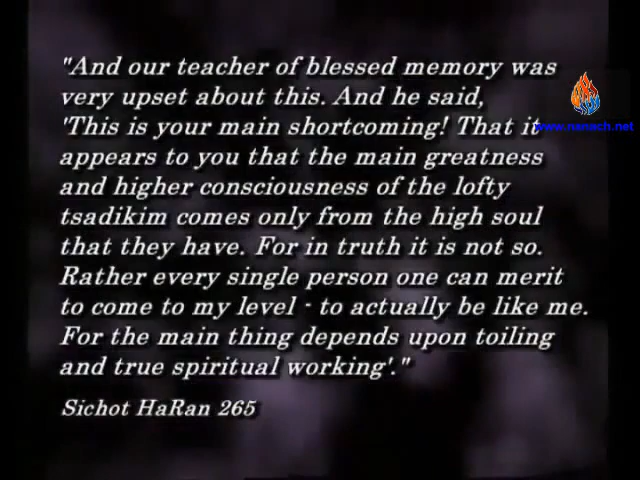 "And our teacher of blessed memory was
very upset about this. And he said,
'This is your main shortcoming! That it
www.nanach.net
appears to you that the main greatness
and higher consciousness of the lofty
tsadikim comes only from the high soul
that they have. For in truth it is not so.
Rather every single person one can merit
to come to my level - to actually be like me.
For the main thing depends upon toiling
and true spiritual working'."
Sichot HaRan 265